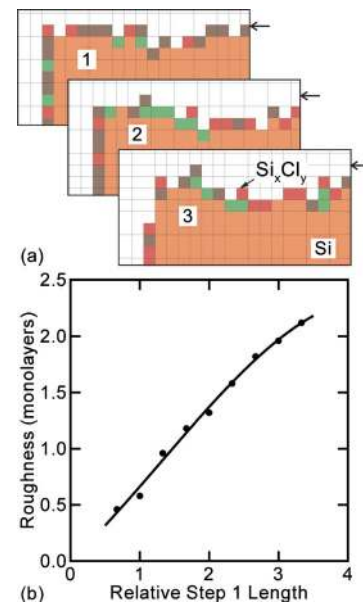 1
2
Si_xCl_y
3
(a)
Si
2.5
2.0
1.5
1.0
0.5
0.0
Roughness (monolayers)
0 1 2 3 4
(b) Relative Step 1 Length